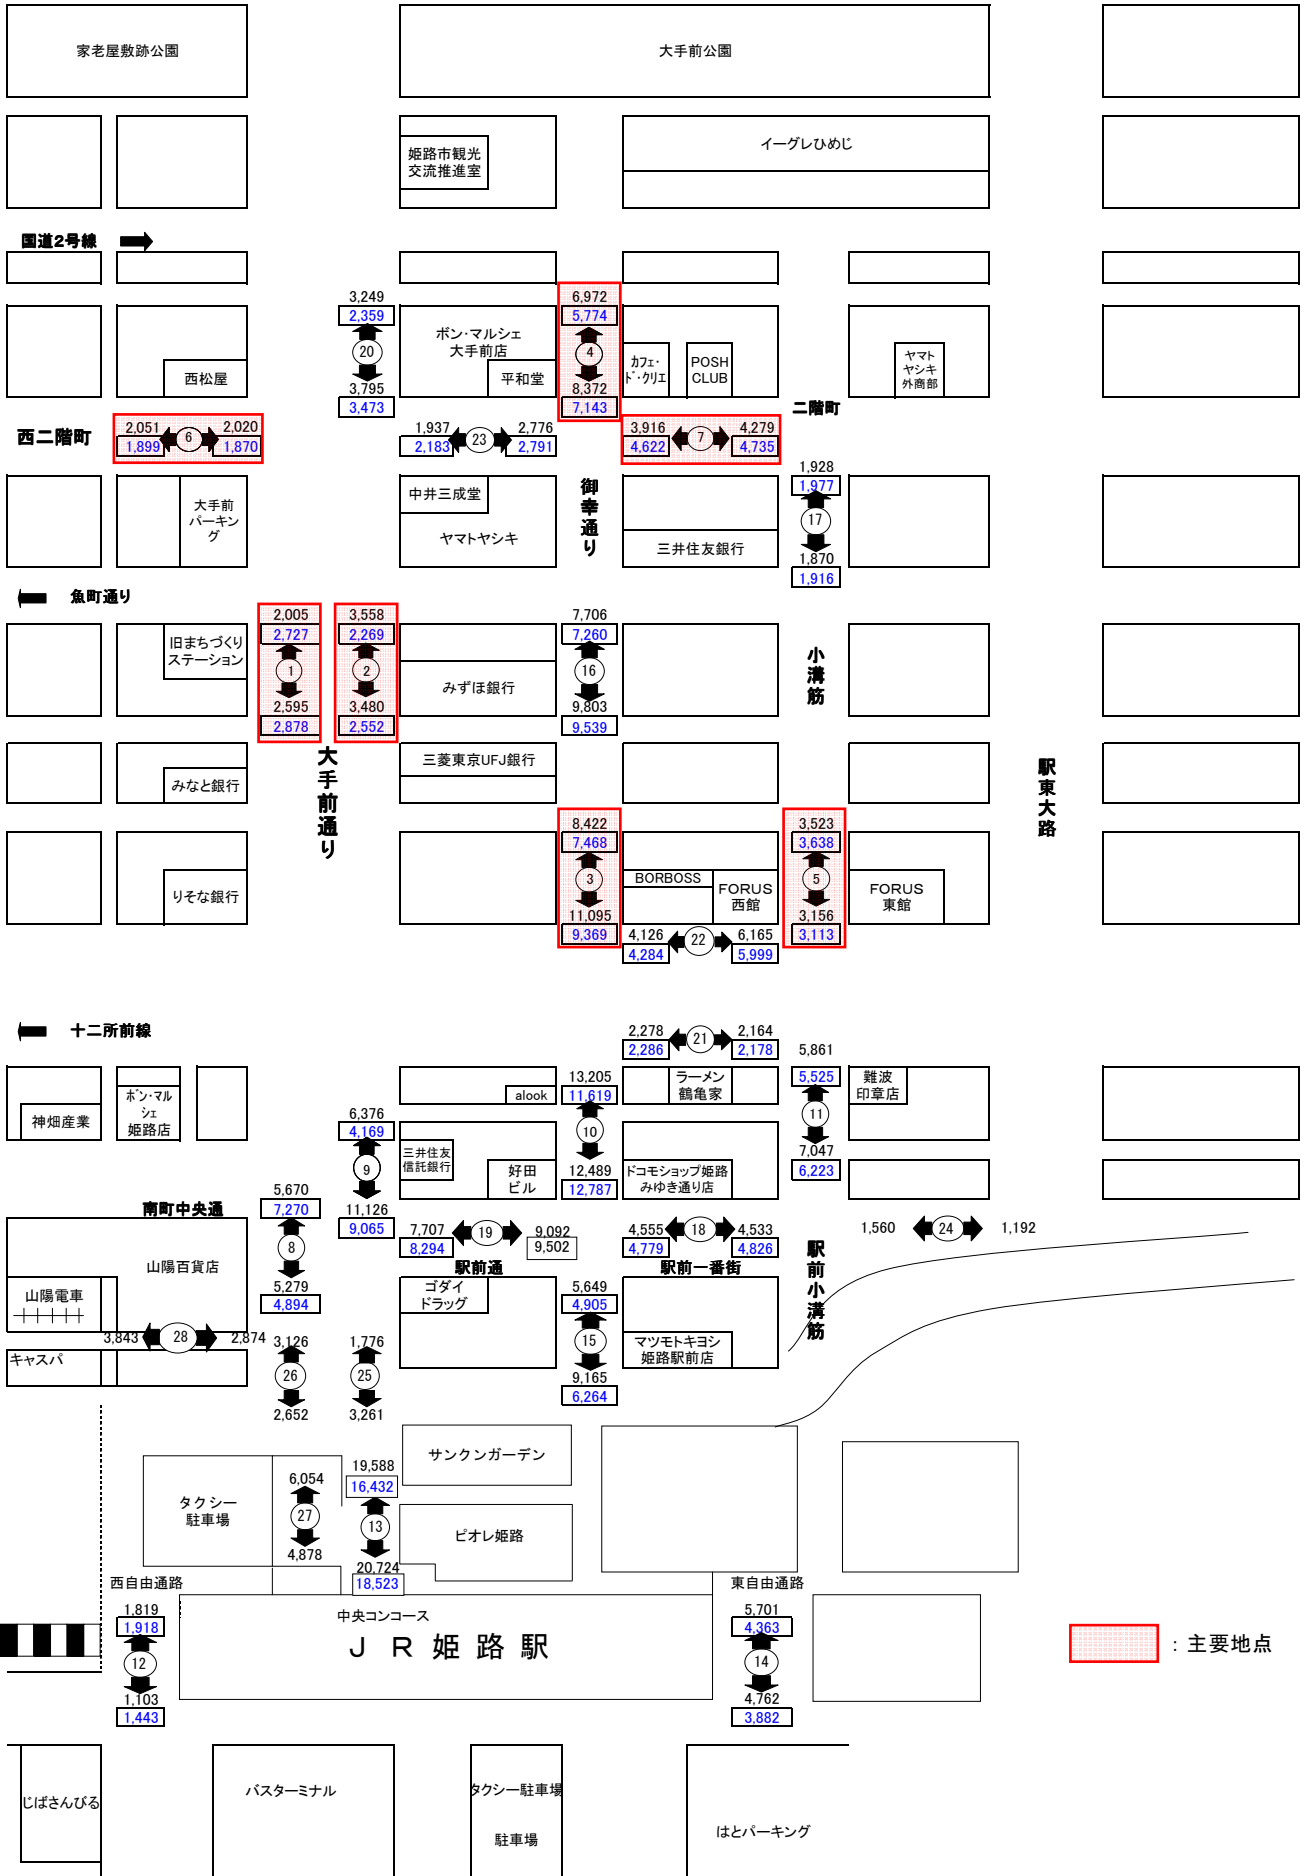 家老屋敷跡公園
大手前公園
姫路市観光
交流推進室
イーグレひめじ
国道2号線
3,249
2,359
20
3,795
3,473
ボン・マルシェ
大手前店
平和堂
6,972
5,774
4
8,372
7,143
カフェ・
ド・クリエ
POSH
CLUB
ヤマト
ヤシキ
外商部
西松屋
二階町
西二階町
2,051
1,899
6
2,020
1,870
1,937
2,183
23
2,776
2,791
3,916
4,622
7
4,279
4,735
1,928
1,977
17
1,870
1,916
大手前
パーキン
グ
中井三成堂
ヤマトヤシキ
御幸通り
三井住友銀行
魚町通り
旧まちづくり
ステーション
2,005
2,727
1
2,595
2,878
3,558
2,269
2
3,480
2,552
みずほ銀行
7,706
7,260
16
9,803
9,539
小溝筋
みなと銀行
大手前通り
三菱東京UFJ銀行
駅東大路
りそな銀行
8,422
7,468
3
11,095
9,369
BORBOSS
FORUS
西館
3,523
3,638
5
3,156
3,113
FORUS
東館
4,126
4,284
22
6,165
5,999
十二所前線
2,278
2,286
21
2,164
2,178
神畑産業
ボン・マル
シェ
姫路店
alook
13,205
11,619
10
12,489
12,787
ラーメン
鶴亀家
5,861
5,525
11
7,047
6,223
難波
印章店
6,376
4,169
9
11,126
9,065
三井住友
信託銀行
好田
ビル
ドコモショップ姫路
みゆき通り店
南町中央通
5,670
7,270
8
5,279
4,894
7,707
8,294
19
9,092
9,502
4,555
4,779
18
4,533
4,826
1,560
24
1,192
山陽百貨店
駅前通
駅前一番街
駅前小溝筋
山陽電車
ゴダイ
ドラッグ
5,649
4,905
15
9,165
6,264
マツモトキヨシ
姫路駅前店
3,843
28
2,874
キャスパ
3,126
26
2,652
1,776
25
3,261
サンクンガーデン
タクシー
駐車場
6,054
27
4,878
19,588
16,432
13
20,724
18,523
ピオレ姫路
西自由通路
1,819
1,918
12
1,103
1,443
中央コンコース
JR姫路駅
東自由通路
5,701
4,363
14
4,762
3,882
：主要地点
じばさんびる
バスターミナル
タクシー駐車場
駐車場
はとパーキング